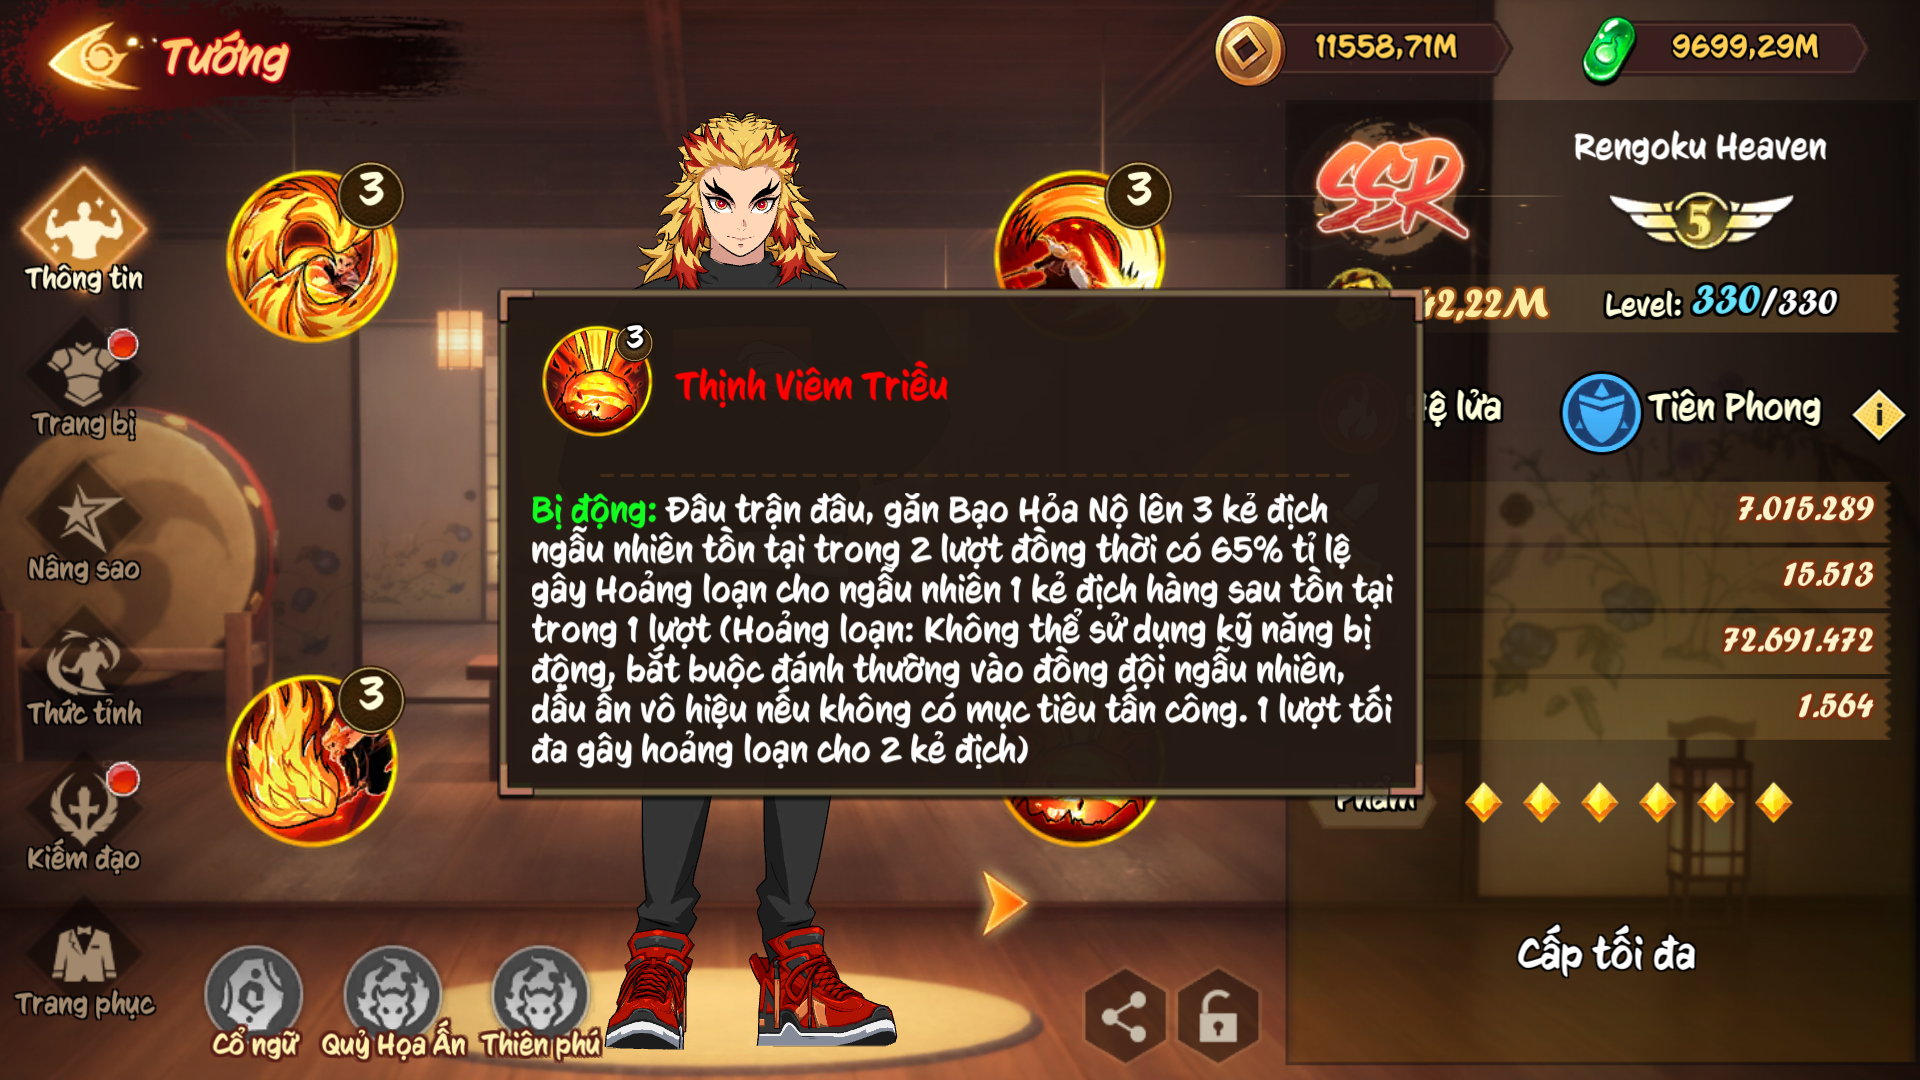 Tướng
11558,71M
9699,29M
Rengoku Heaven
SSR
5
Thông tin
3
3
42,22M
Level: 330/330
3
Thịnh Viêm Triều
Hệ lửa
Tiên Phong
i
Trang bị
Bị động: Đầu trận đấu, gắn Bạo Hỏa Nộ lên 3 kẻ địch
ngẫu nhiên tồn tại trong 2 lượt đồng thời có 65% tỉ lệ
gây Hoảng loạn cho ngẫu nhiên 1 kẻ địch hàng sau tồn tại
trong 1 lượt (Hoảng loạn: Không thể sử dụng kỹ năng bị
động, bắt buộc đánh thường vào đồng đội ngẫu nhiên,
dấu ấn vô hiệu nếu không có mục tiêu tấn công. 1 lượt tối
đa gây hoảng loạn cho 2 kẻ địch)
7.015.289
15.513
72.691.472
1.564
Nâng sao
3
Thức tỉnh
Phẩm
Kiếm đạo
Cấp tối đa
Trang phục
Cổ ngữ
Quỷ Họa Ấn
Thiên phú